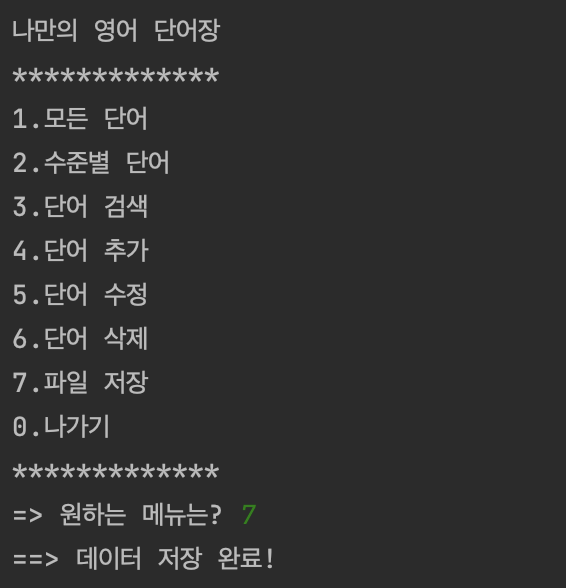 나만의 영어 단어장
*************
1.모든 단어
2.수준별 단어
3.단어 검색
4.단어 추가
5.단어 수정
6.단어 삭제
7.파일 저장
0.나가기
*************
=> 원하는 메뉴는? 7
==> 데이터 저장 완료!